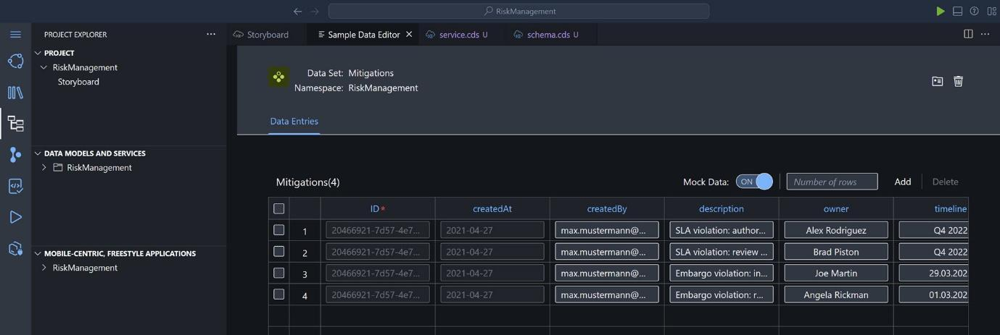 RiskManagement
PROJECT EXPLORER
Storyboard
Sample Data Editor
service.cds U
schema.cds U
PROJECT
RiskManagement
Storyboard
Data Set: Mitigations
Namespace: RiskManagement
Data Entries
DATA MODELS AND SERVICES
RiskManagement
MOBILE-CENTRIC, FREESTYLE APPLICATIONS
RiskManagement
Mitigations(4)
Mock Data: ON Number of rows Add Delete
ID* createdAt createdBy description owner timeline
1 20466921-7d57-4e7... 2021-04-27 max.mustermann@... SLA violation: author... Alex Rodriguez Q4 2022
2 20466921-7d57-4e7... 2021-04-27 max.mustermann@... SLA violation: review ... Brad Piston Q4 2022
3 20466921-7d57-4e7... 2021-04-27 max.mustermann@... Embargo violation: in... Joe Martin 29.03.202
4 20466921-7d57-4e7... 2021-04-27 max.mustermann@... Embargo violation: r... Angela Rickman 01.03.202